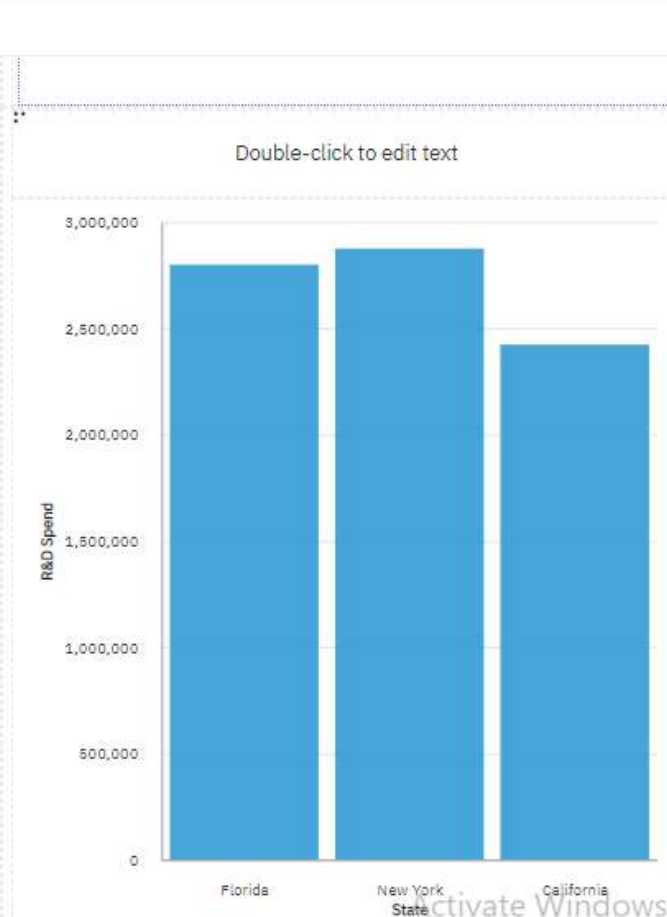 Double-click to edit text
3,000,000
2,500,000
2,000,000
R&D Spend
1,500,000
1,000,000
500,000
0
Florida New York California
State
Activate Windows